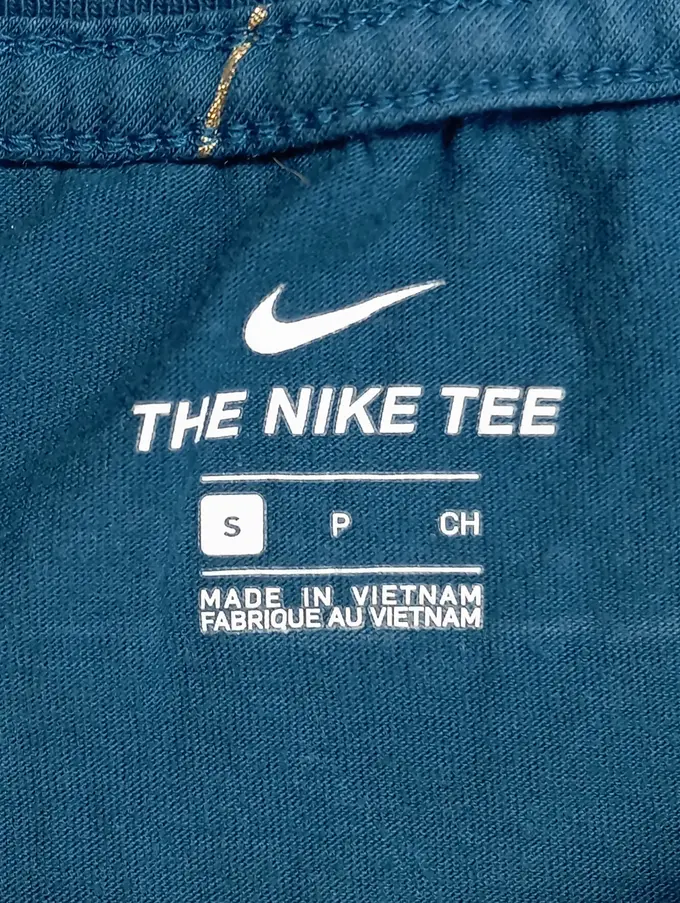 THE NIKE TEE
S P CH
MADE IN VIETNAM
FABRIQUE AU VIETNAM